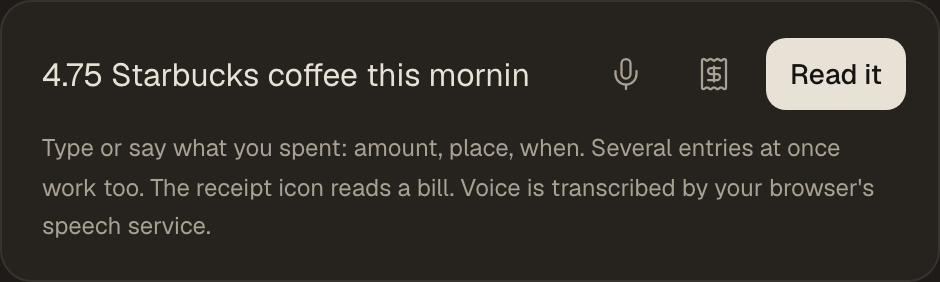 4.75 Starbucks coffee this mornin
Read it
Type or say what you spent: amount, place, when. Several entries at once
work too. The receipt icon reads a bill. Voice is transcribed by your browser's
speech service.